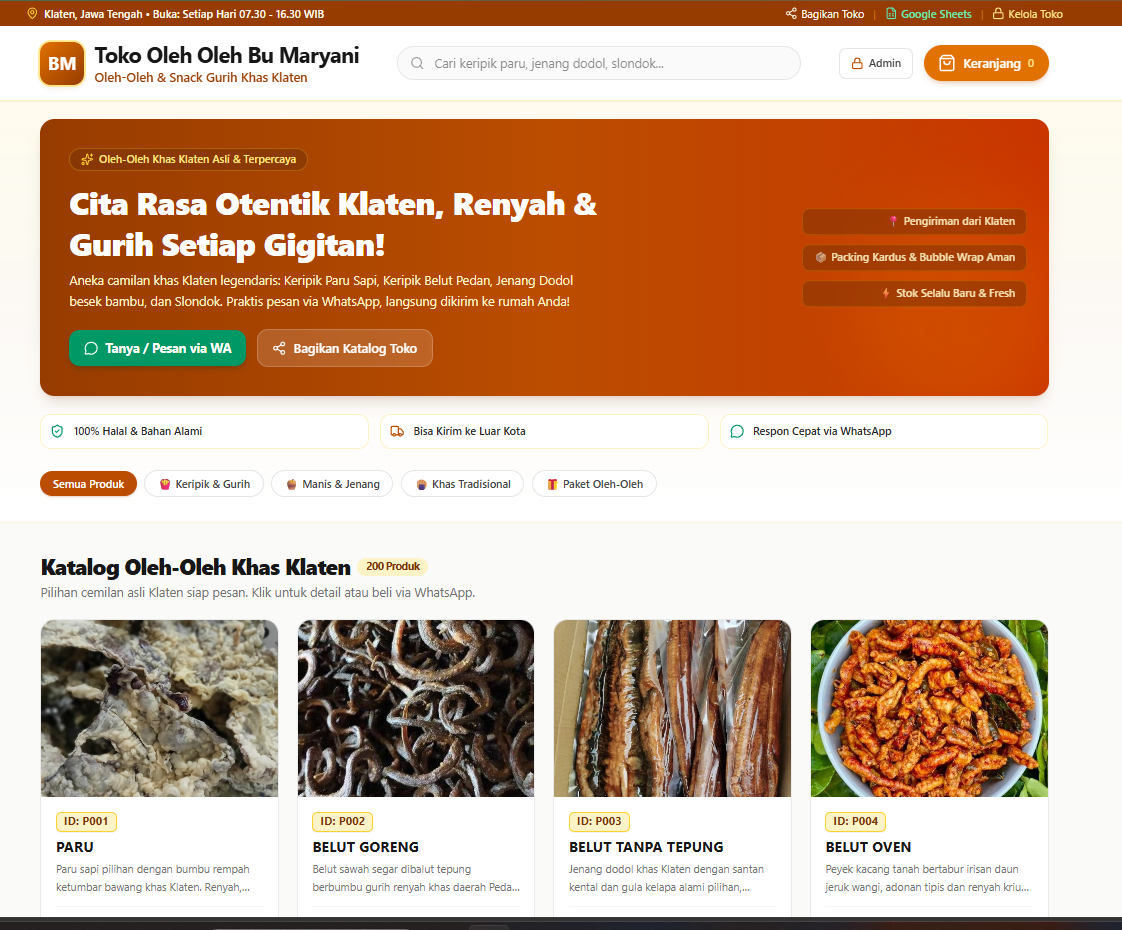 Klaten, Jawa Tengah • Buka: Setiap Hari 07.30 - 16.30 WIB
Bagikan Toko | Google Sheets | Kelola Toko
BM
Toko Oleh Oleh Bu Maryani
Oleh-Oleh & Snack Gurih Khas Klaten
Cari keripik paru, jenang dodol, slondok...
Admin
Keranjang 0
Oleh-Oleh Khas Klaten Asli & Terpercaya
Cita Rasa Otentik Klaten, Renyah &
Gurih Setiap Gigitan!
Aneka camilan khas Klaten legendaris: Keripik Paru Sapi, Keripik Belut Pedan, Jenang Dodol
besek bambu, dan Slondok. Praktis pesan via WhatsApp, langsung dikirim ke rumah Anda!
Tanya / Pesan via WA
Bagikan Katalog Toko
Pengiriman dari Klaten
Packing Kardus & Bubble Wrap Aman
Stok Selalu Baru & Fresh
100% Halal & Bahan Alami
Bisa Kirim ke Luar Kota
Respon Cepat via WhatsApp
Semua Produk
Keripik & Gurih
Manis & Jenang
Khas Tradisional
Paket Oleh-Oleh
Katalog Oleh-Oleh Khas Klaten
200 Produk
Pilihan cemilan asli Klaten siap pesan. Klik untuk detail atau beli via WhatsApp.
ID: P001
PARU
Paru sapi pilihan dengan bumbu rempah
ketumbar bawang khas Klaten. Renyah,...
ID: P002
BELUT GORENG
Belut sawah segar dibalut tepung
berbumbu gurih renyah khas daerah Peda...
ID: P003
BELUT TANPA TEPUNG
Jenang dodol khas Klaten dengan santan
kental dan gula kelapa alami pilihan,...
ID: P004
BELUT OVEN
Peyek kacang tanah bertabur irisan daun
jeruk wangi, adonan tipis dan renyah kriu...